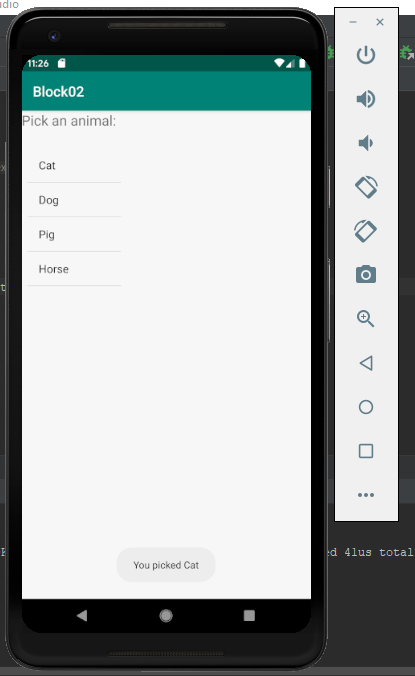 udio
11:26
Block02
Pick an animal:
Cat
Dog
Pig
Horse
You picked Cat
ed 4lus total